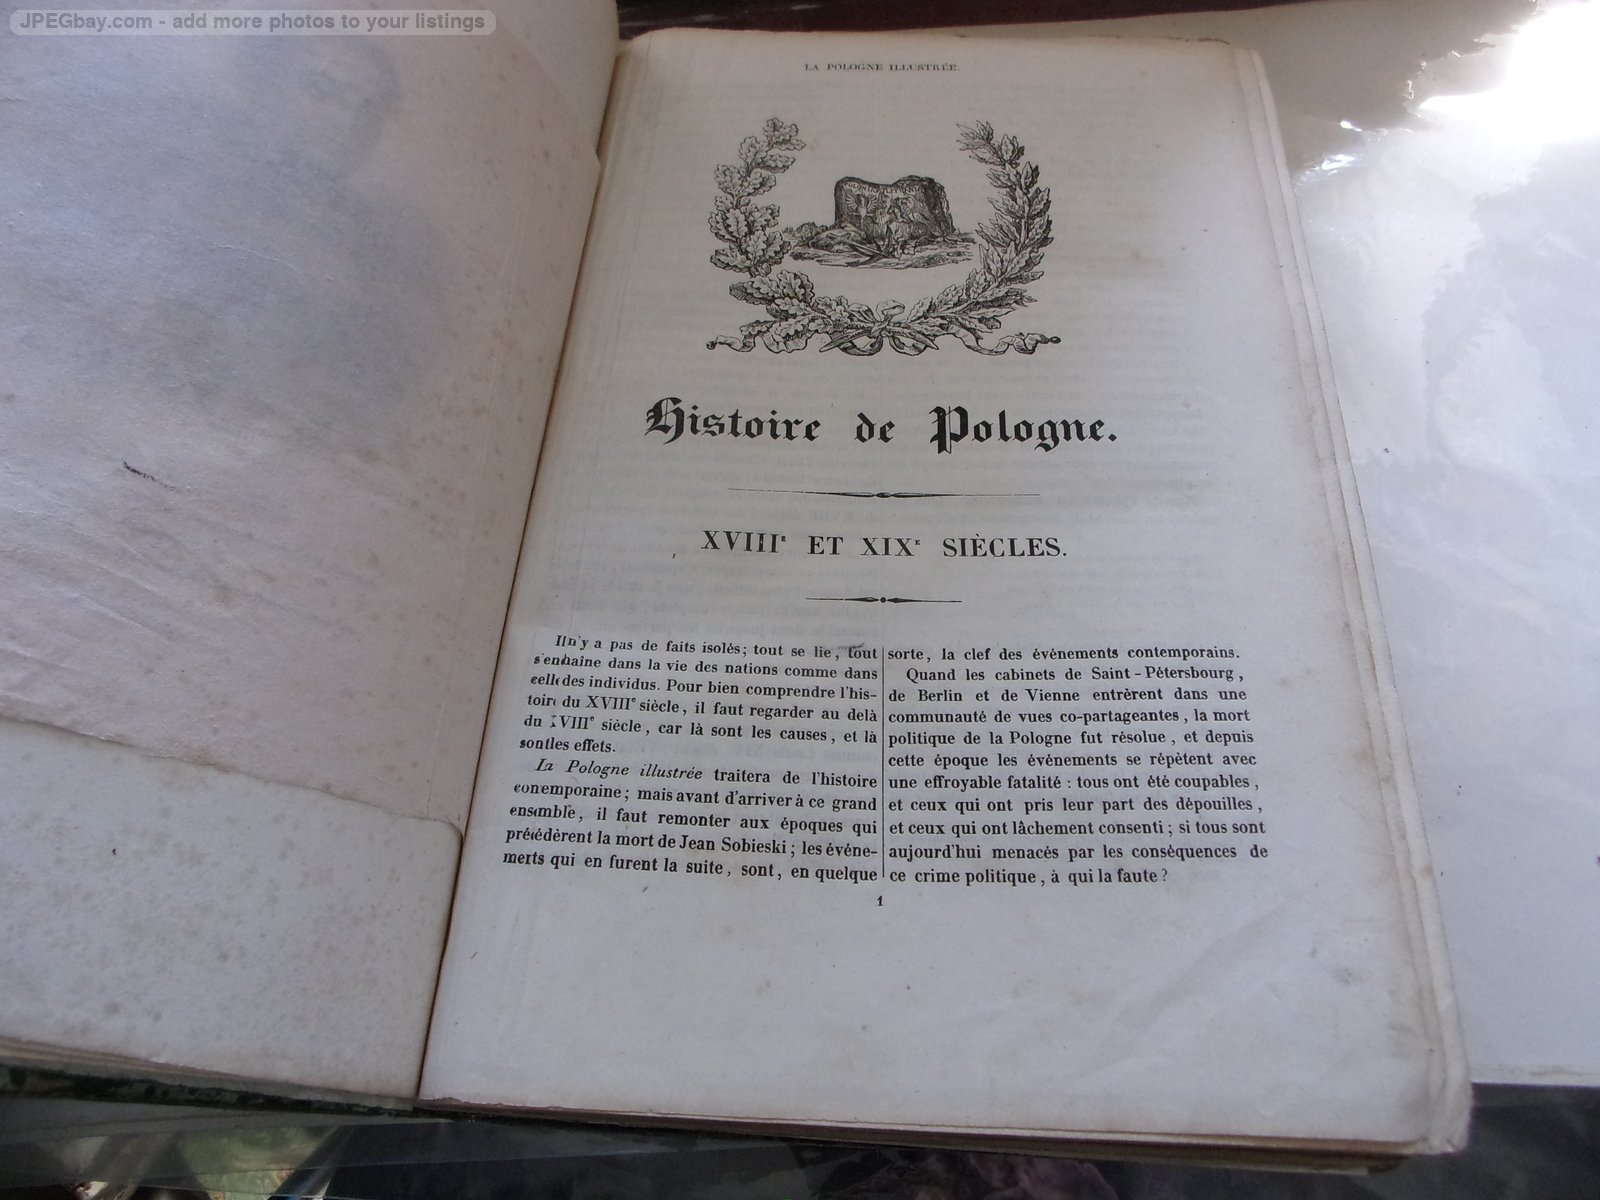 JPEGbay.com - add more photos to your listings
LA POLOGNE ILLUSTRÉE.
Histoire de Pologne.
XVIIIE ET XIXE SIÈCLES.
Il n'y a pas de faits isolés; tout se lie, tout
s'enchaîne dans la vie des nations comme dans
celle des individus. Pour bien comprendre l'his-
toire du XVIIIe siècle, il faut regarder au delà
du XVIIIe siècle, car là sont les causes, et là
sont les effets.
La Pologne illustrée traitera de l'histoire
contemporaine; mais avant d'arriver à ce grand
ensemble, il faut remonter aux époques qui
précédèrent la mort de Jean Sobieski; les événe-
ments qui en furent la suite, sont, en quelque
sorte, la clef des événements contemporains.
Quand les cabinets de Saint-Pétersbourg,
de Berlin et de Vienne entrèrent dans une
communauté de vues co-partageantes, la mort
politique de la Pologne fut résolue, et depuis
cette époque les événements se répètent avec
une effroyable fatalité : tous ont été coupables,
et ceux qui ont pris leur part des dépouilles,
et ceux qui ont lâchement consenti; si tous sont
aujourd'hui menacés par les conséquences de
ce crime politique, à qui la faute?
1